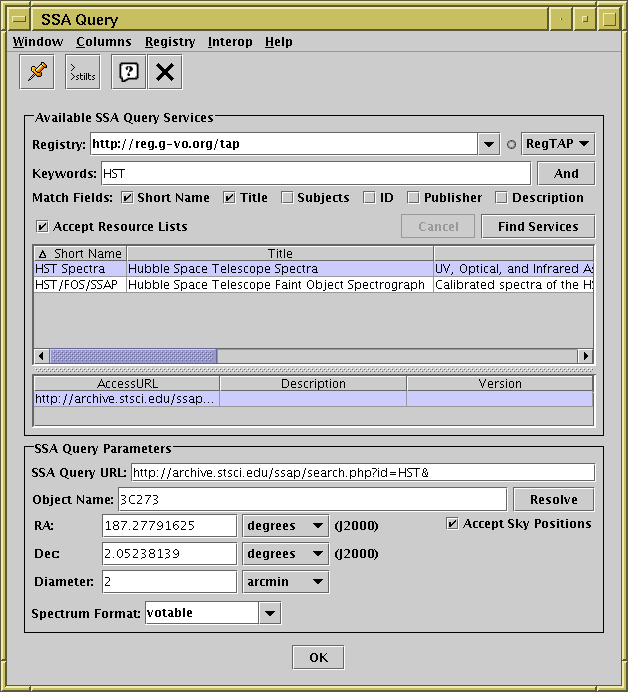 SSA Query
Window Columns Registry Interop Help
>stilts
Available SSA Query Services
Registry: http://reg.g-vo.org/tap RegTAP
Keywords: HST And
Match Fields: Short Name Title Subjects ID Publisher Description
Accept Resource Lists Cancel Find Services
Short Name Title
HST Spectra Hubble Space Telescope Spectra UV, Optical, and Infrared As
HST/FOS/SSAP Hubble Space Telescope Faint Object Spectrograph Calibrated spectra of the HS
AccessURL Description Version
http://archive.stsci.edu/ssap...
SSA Query Parameters
SSA Query URL: http://archive.stsci.edu/ssap/search.php?id=HST&
Object Name: 3C273 Resolve
RA: 187.27791625 degrees (J2000) Accept Sky Positions
Dec: 2.05238139 degrees (J2000)
Diameter: 2 arcmin
Spectrum Format: votable
OK